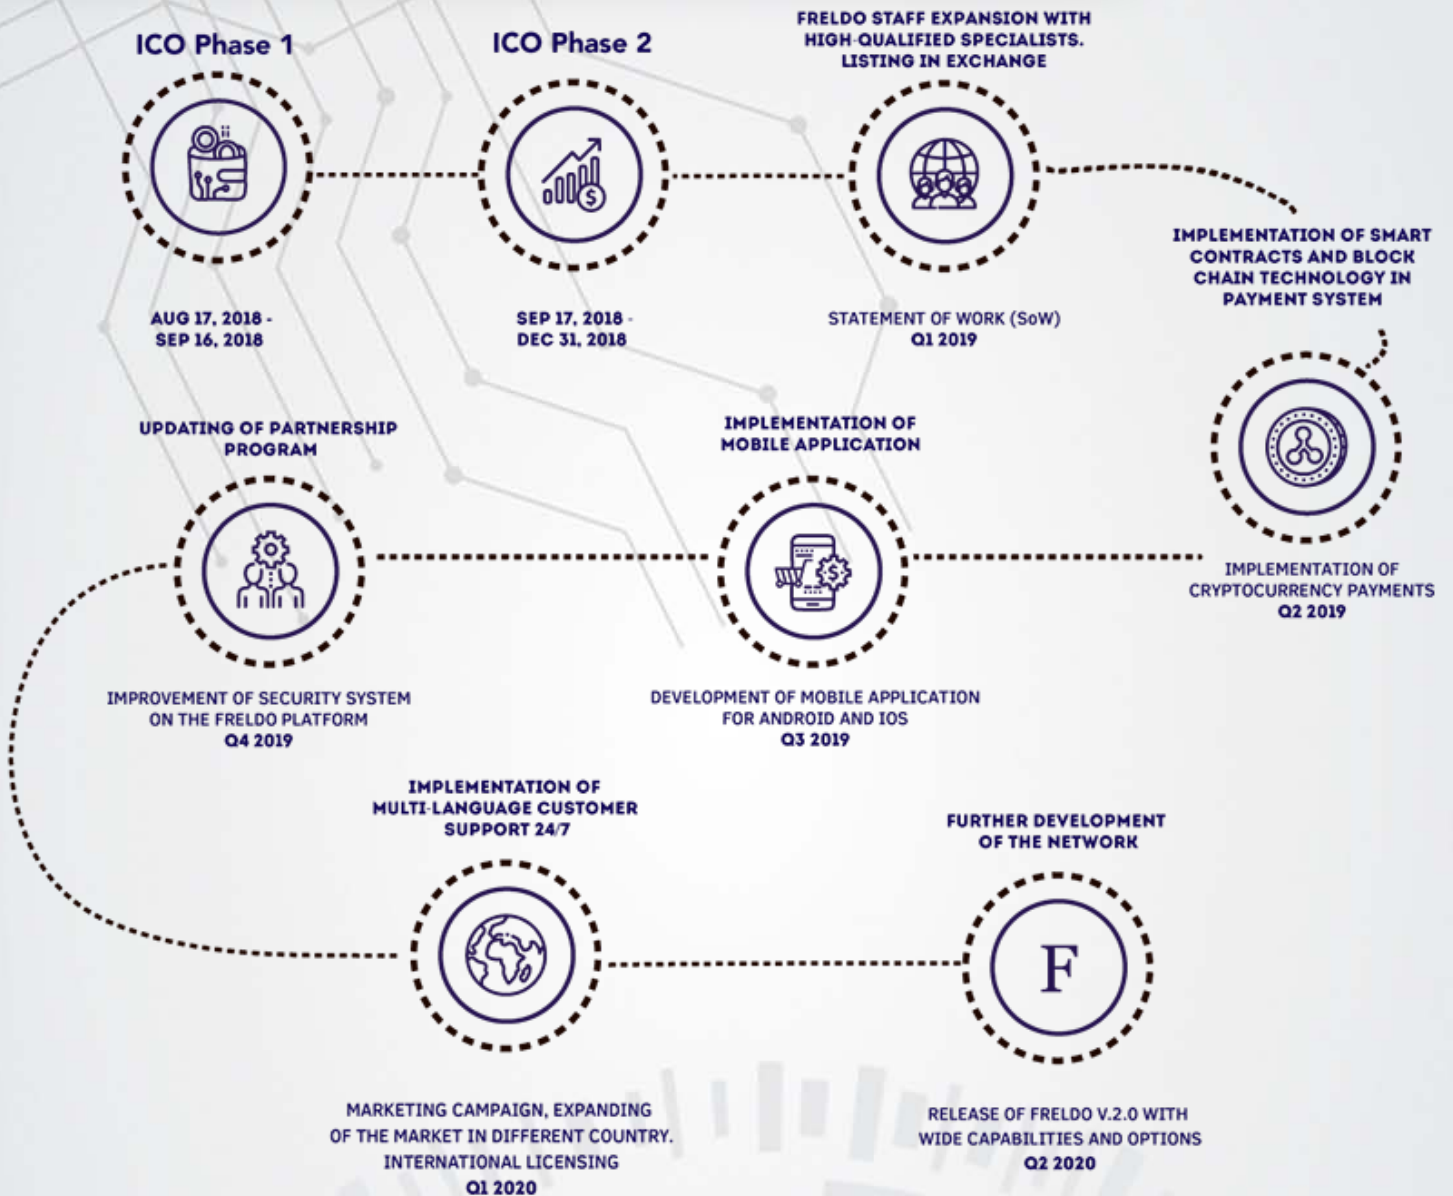 ICO Phase 1
AUG 17, 2018 -
SEP 16, 2018
ICO Phase 2
SEP 17, 2018 -
DEC 31, 2018
FRELDO STAFF EXPANSION WITH
HIGH-QUALIFIED SPECIALISTS.
LISTING IN EXCHANGE
STATEMENT OF WORK (SoW)
Q1 2019
IMPLEMENTATION OF SMART
CONTRACTS AND BLOCK
CHAIN TECHNOLOGY IN
PAYMENT SYSTEM
IMPLEMENTATION OF
CRYPTOCURRENCY PAYMENTS
Q2 2019
IMPLEMENTATION OF
MOBILE APPLICATION
$
DEVELOPMENT OF MOBILE APPLICATION
FOR ANDROID AND IOS
Q3 2019
UPDATING OF PARTNERSHIP
PROGRAM
IMPROVEMENT OF SECURITY SYSTEM
ON THE FRELDO PLATFORM
Q4 2019
IMPLEMENTATION OF
MULTI-LANGUAGE CUSTOMER
SUPPORT 24/7
MARKETING CAMPAIGN, EXPANDING
OF THE MARKET IN DIFFERENT COUNTRY.
INTERNATIONAL LICENSING
Q1 2020
FURTHER DEVELOPMENT
OF THE NETWORK
F
RELEASE OF FRELDO V.2.0 WITH
WIDE CAPABILITIES AND OPTIONS
Q2 2020